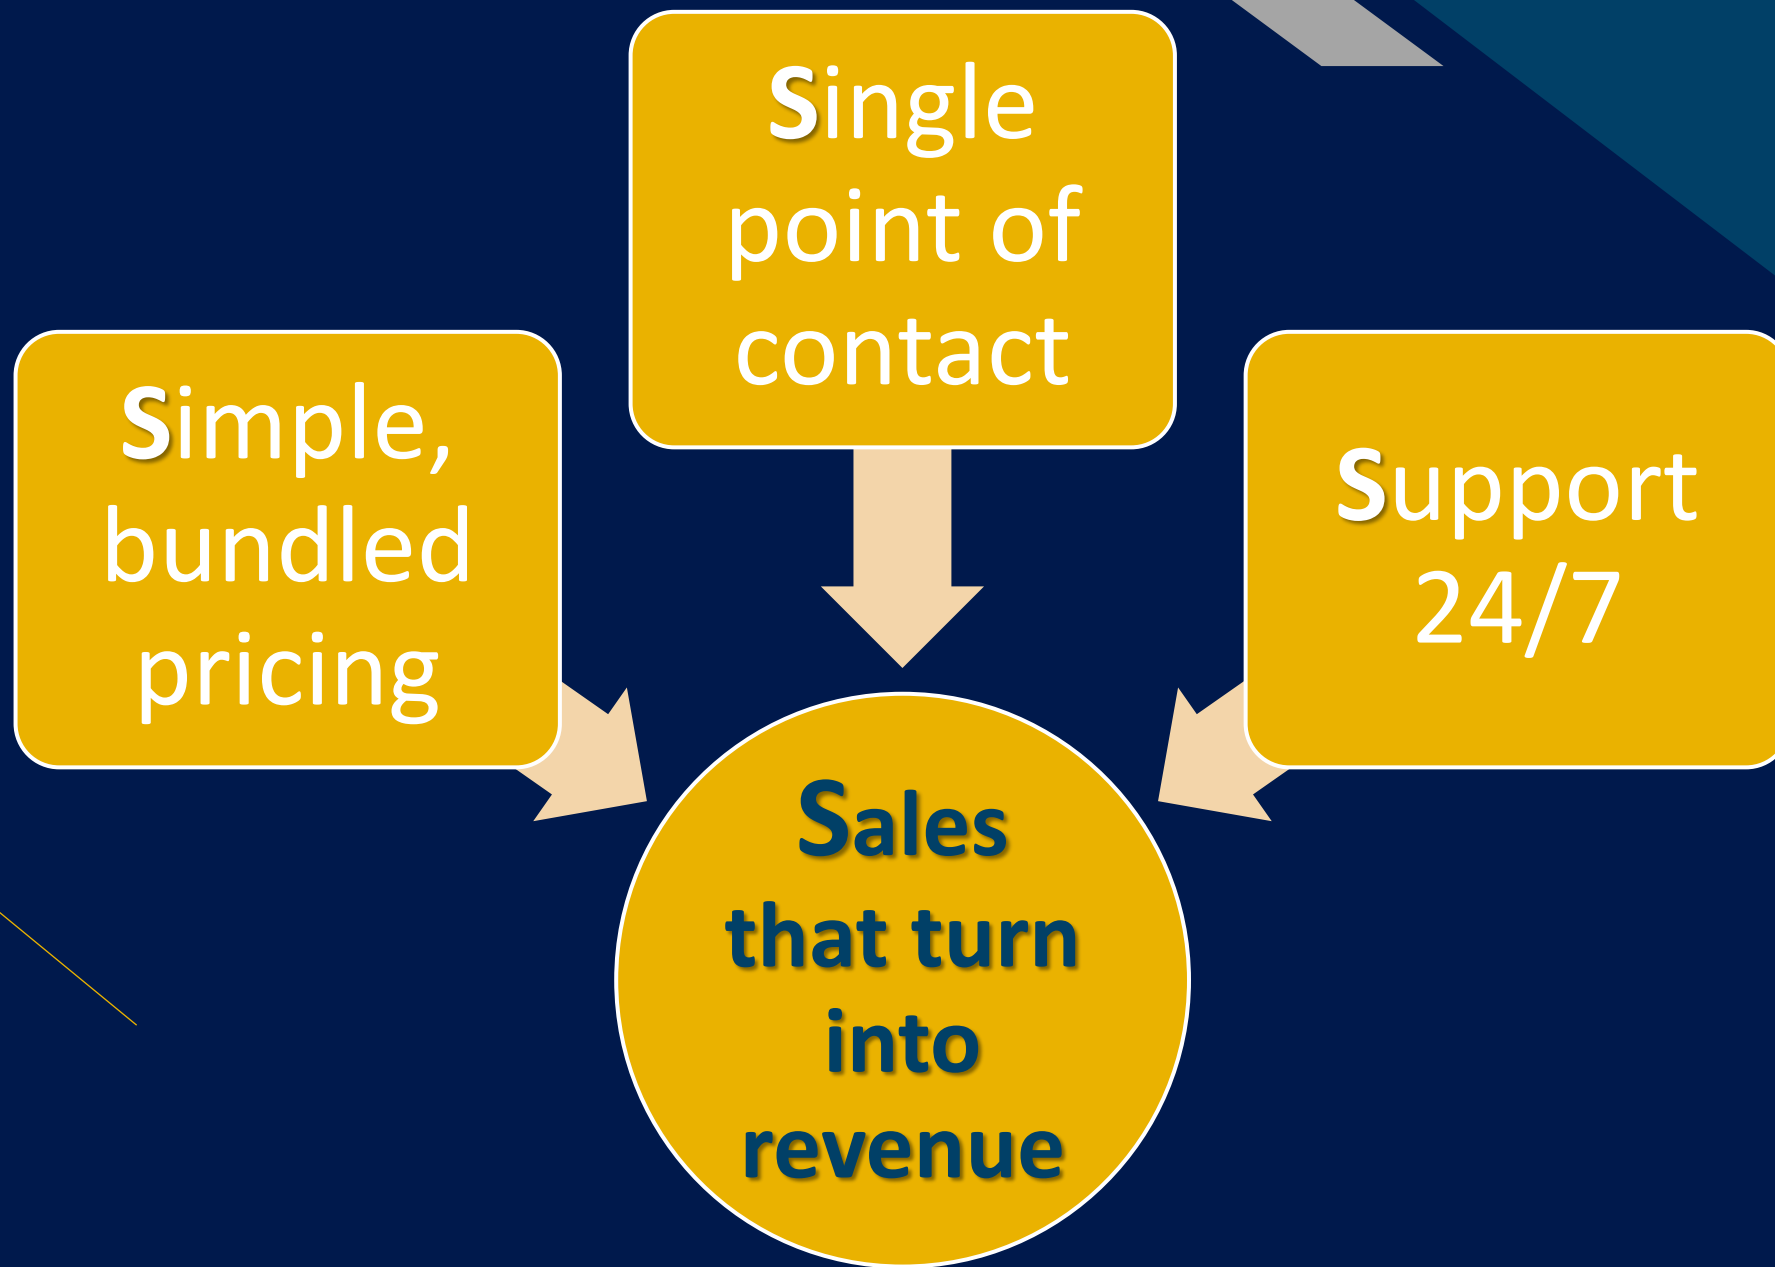 Single
point of
contact
Simple,
bundled
pricing
Support
24/7
Sales
that turn
into
revenue